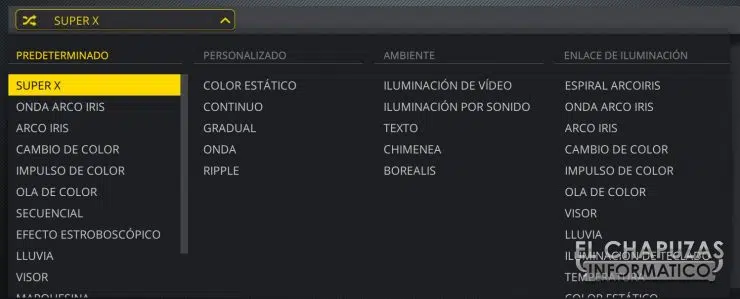 SUPER X
PREDETERMINADO
SUPER X
ONDA ARCO IRIS
ARCO IRIS
CAMBIO DE COLOR
IMPULSO DE COLOR
OLA DE COLOR
SECUENCIAL
EFECTO ESTROBOSCÓPICO
LLUVIA
VISOR
MARQUESINA
PERSONALIZADO
COLOR ESTÁTICO
CONTINUO
GRADUAL
ONDA
RIPPLE
AMBIENTE
ILUMINACIÓN DE VÍDEO
ILUMINACIÓN POR SONIDO
TEXTO
CHIMENEA
BOREALIS
ENLACE DE ILUMINACIÓN
ESPIRAL ARCOIRIS
ONDA ARCO IRIS
ARCO IRIS
CAMBIO DE COLOR
IMPULSO DE COLOR
OLA DE COLOR
VISOR
LLUVIA
ILUMINACIÓN DE TECLADO
TEMPERATURA
EFECTO ESTROBOSCÓPICO
EL CHAPUZAS
INFORMÁTICO